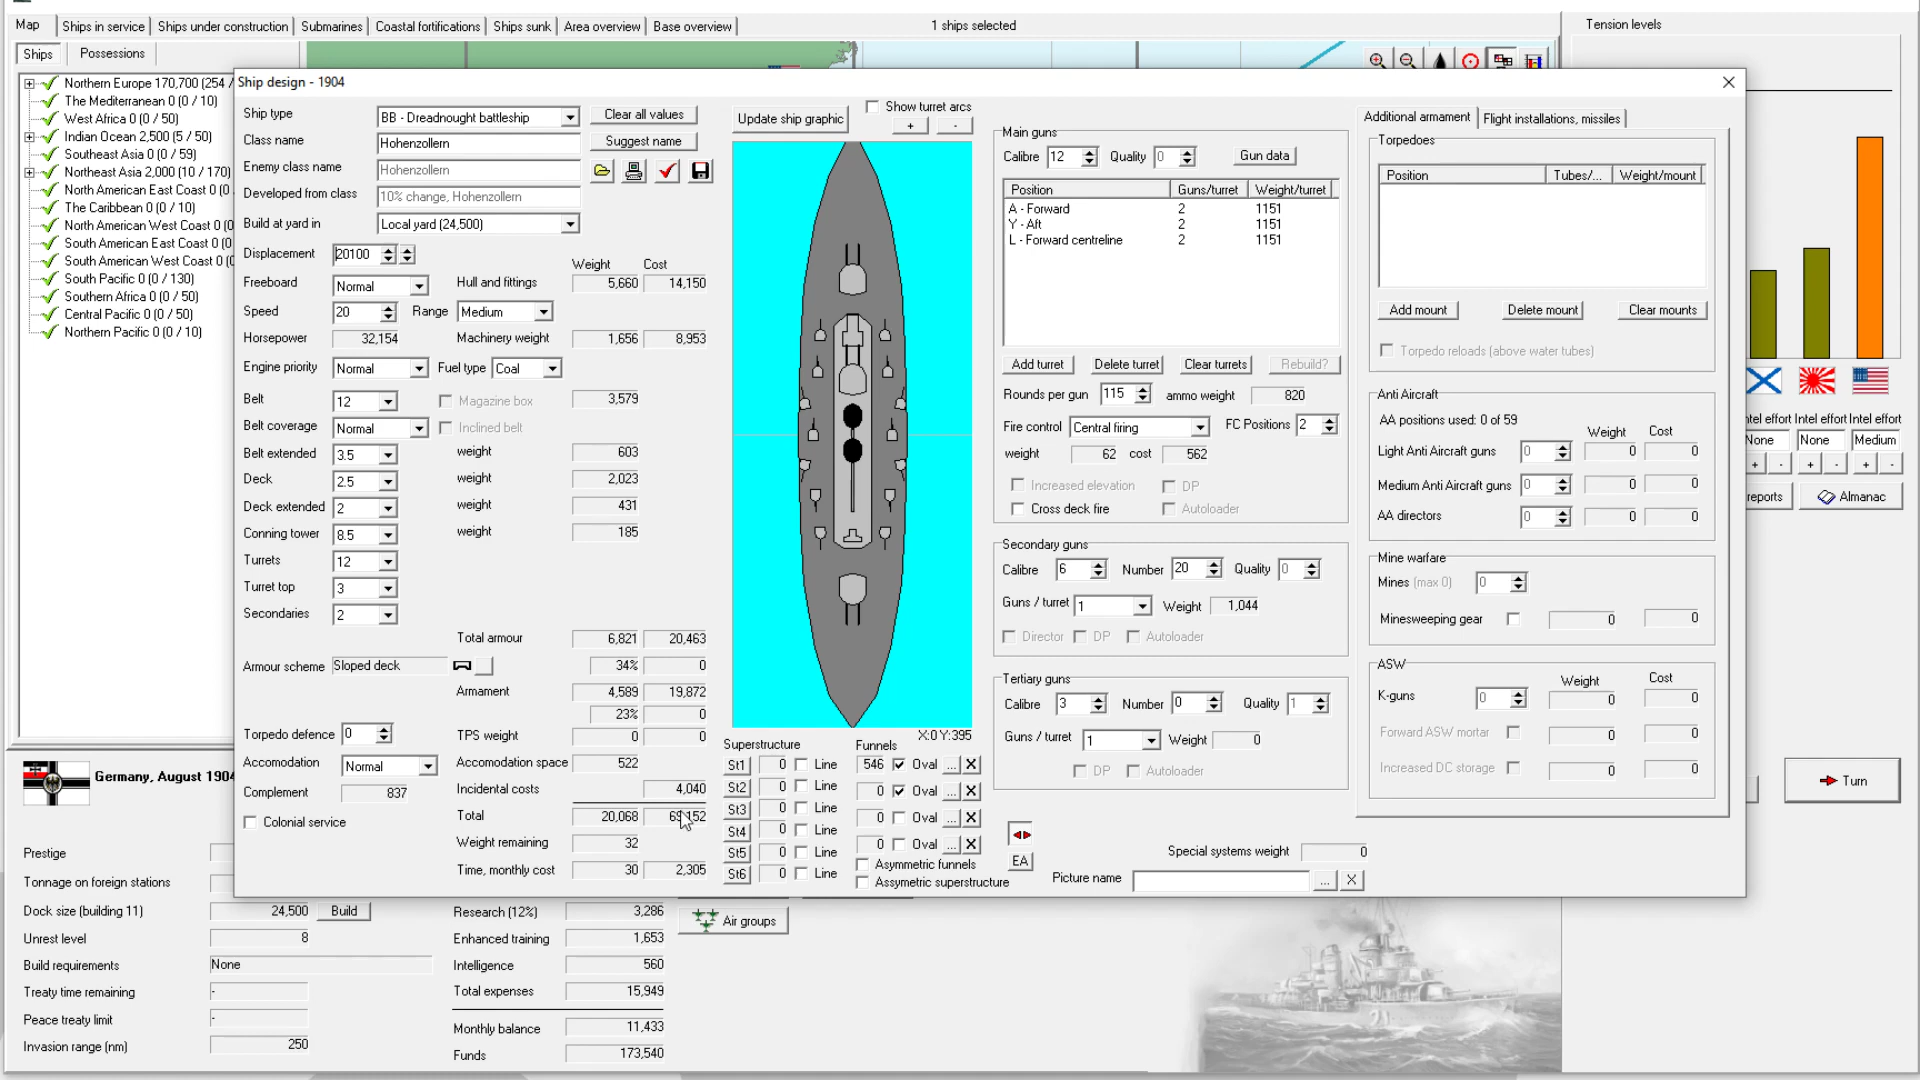 Map
Ships in service
Ships under construction
Submarines
Coastal fortifications
Ships sunk
Area overview
Base overview
1 ships selected
Tension levels
Ships
Possessions
Northern Europe 170,700 (254 /
The Mediterranean 0 (0 / 10)
West Africa 0 (0 / 50)
Indian Ocean 2,500 (5 / 50)
Southeast Asia 0 (0 / 59)
Northeast Asia 2,000 (10 / 170)
North American East Coast 0 (0
The Caribbean 0 (0 / 10)
North American West Coast 0 (0
South American East Coast 0 (0
South American West Coast 0 (0
South Pacific 0 (0 / 130)
Southern Africa 0 (0 / 50)
Central Pacific 0 (0 / 50)
Northern Pacific 0 (0 / 10)
Ship design - 1904
Ship type BB - Dreadnought battleship Clear all values
Class name Hohenzollern Suggest name
Enemy class name Hohenzollern
Developed from class 10% change, Hohenzollern
Build at yard in Local yard (24,500)
Displacement 20100
Weight Cost
Freeboard Normal Hull and fittings 5,660 14,150
Speed 20 Range Medium
Horsepower 32,154 Machinery weight 1,656 8,953
Engine priority Normal Fuel type Coal
Belt 12 Magazine box 3,579
Belt coverage Normal Inclined belt
Belt extended 3.5 weight 603
Deck 2.5 weight 2,023
Deck extended 2 weight 431
Conning tower 8.5 weight 185
Turrets 12
Turret top 3
Secondaries 2
Total armour 6,821 20,463
Armour scheme Sloped deck 34% 0
Armament 4,589 19,872
23% 0
Torpedo defence 0 TPS weight 0 0
Accomodation Normal Accomodation space 522
Complement 837 Incidental costs 4,040
Colonial service
Total 20,068
Weight remaining 32
Time, monthly cost 30 2,305
Update ship graphic
Show turret arcs
+ -
X:0 Y:395
Superstructure Funnels
St1 0 Line 546 Oval ... X
St2 0 Line 0 Oval ... X
St3 0 Line 0 Oval ... X
St4 0 Line 0 Oval ... X
St5 0 Line Asymmetric funnels
St6 0 Line Assymetric superstructure
EA
Main guns
Calibre 12 Quality 0 Gun data
Position Guns/turret Weight/turret
A - Forward 2 1151
Y - Aft 2 1151
L - Forward centreline 2 1151
Add turret Delete turret Clear turrets Rebuild?
Rounds per gun 115 ammo weight 820
Fire control Central firing FC Positions 2
weight 62 cost 562
Increased elevation DP
Cross deck fire Autoloader
Secondary guns
Calibre 6 Number 20 Quality 0
Guns / turret 1 Weight 1,044
Director DP Autoloader
Tertiary guns
Calibre 3 Number 0 Quality 1
Guns / turret 1 Weight 0
DP Autoloader
Special systems weight 0
Picture name ... X
Additional armament
Flight installations, missiles
Torpedoes
Position Tubes/... Weight/mount
Add mount Delete mount Clear mounts
Torpedo reloads (above water tubes)
Anti Aircraft
AA positions used: 0 of 59
Weight Cost
Light Anti Aircraft guns 0 0 0
Medium Anti Aircraft guns 0 0 0
AA directors 0 0 0
Mine warfare
Mines (max 0) 0
Minesweeping gear 0 0
ASW
Weight Cost
K-guns 0 0 0
Forward ASW mortar 0 0
Increased DC storage 0 0
ntel effort Intel effort Intel effort
None None Medium
+ - + - + -
reports Almanac
Turn
Germany, August 1904
Prestige
Tonnage on foreign stations
Dock size (building 11) 24,500 Build
Unrest level 8
Build requirements None
Treaty time remaining -
Peace treaty limit -
Invasion range (nm) 250
Research (12%) 3,286
Enhanced training 1,653
Intelligence 560
Total expenses 15,949
Monthly balance 11,433
Funds 173,540
Air groups